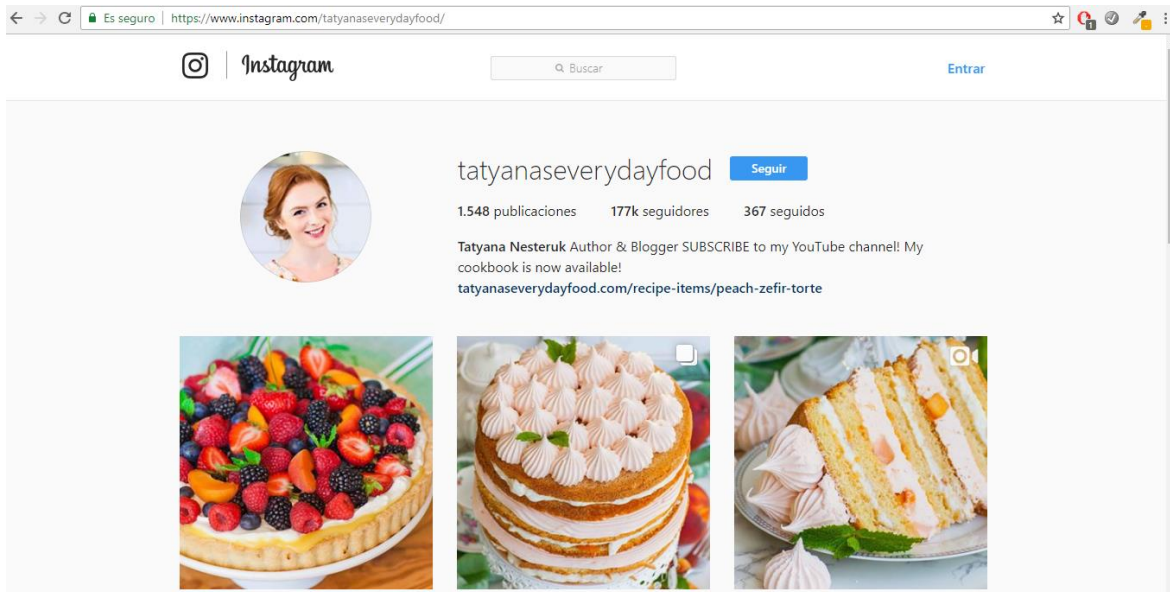 Es seguro | https://www.instagram.com/tatyanaseverydayfood/
1
Instagram
Buscar
Entrar
tatyanaseverydayfood Seguir
1.548 publicaciones 177k seguidores 367 seguidos
Tatyana Nesteruk Author & Blogger SUBSCRIBE to my YouTube channel! My
cookbook is now available!
tatyanaseverydayfood.com/recipe-items/peach-zefir-torte